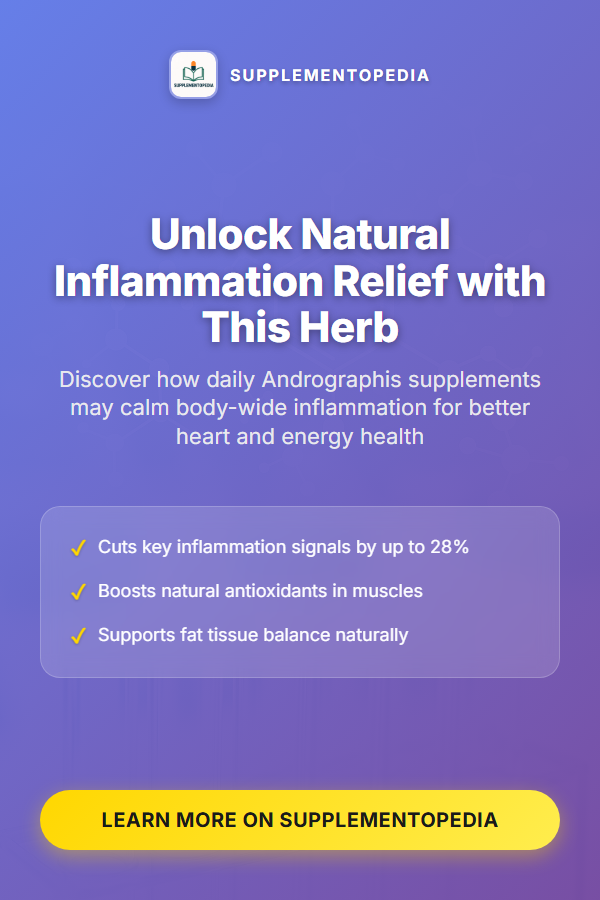 SUPPLEMENTOPEDIA
SUPPLEMENTOPEDIA
Unlock Natural
Inflammation Relief with
This Herb
Discover how daily Andrographis supplements
may calm body-wide inflammation for better
heart and energy health
✓ Cuts key inflammation signals by up to 28%
✓ Boosts natural antioxidants in muscles
✓ Supports fat tissue balance naturally
LEARN MORE ON SUPPLEMENTOPEDIA